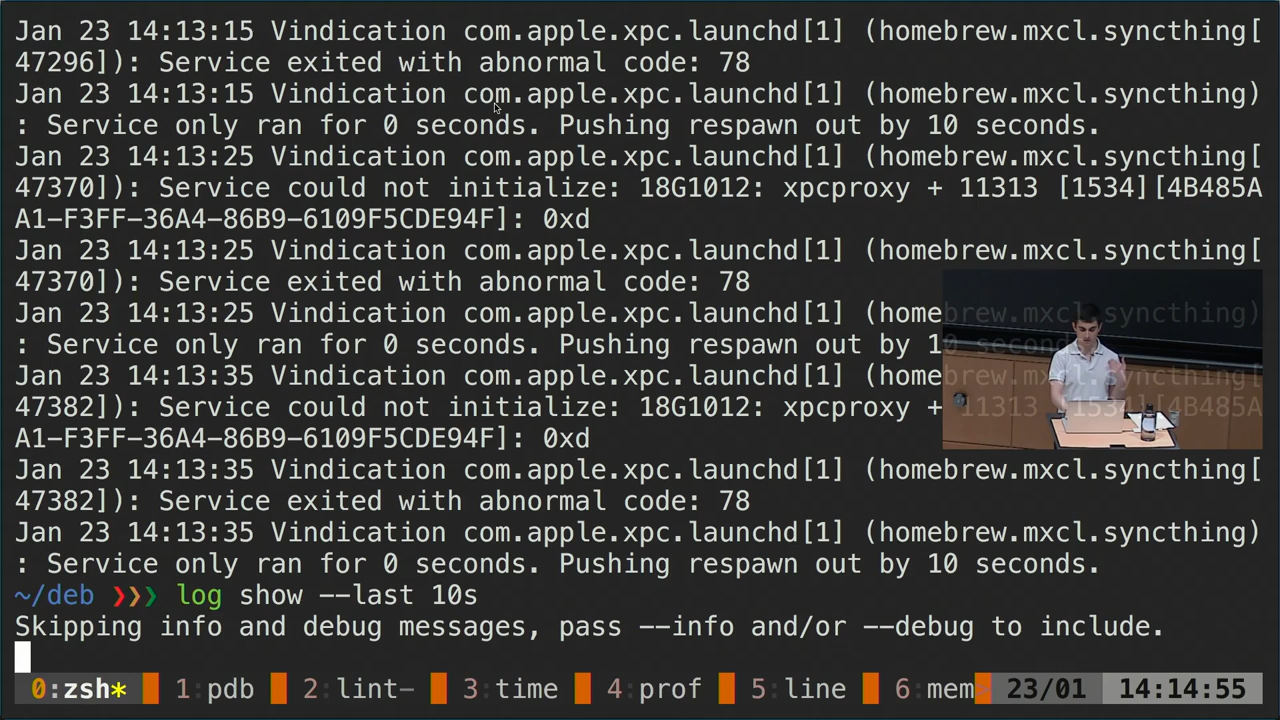 Jan 23 14:13:15 Vindication com.apple.xpc.launchd[1] (homebrew.mxcl.syncthing[
47296]): Service exited with abnormal code: 78
Jan 23 14:13:15 Vindication com.apple.xpc.launchd[1] (homebrew.mxcl.syncthing)
: Service only ran for 0 seconds. Pushing respawn out by 10 seconds.
Jan 23 14:13:25 Vindication com.apple.xpc.launchd[1] (homebrew.mxcl.syncthing[
47370]): Service could not initialize: 18G1012: xpcproxy + 11313 [1534][4B485A
A1-F3FF-36A4-86B9-6109F5CDE94F]: 0xd
Jan 23 14:13:25 Vindication com.apple.xpc.launchd[1] (homebrew.mxcl.syncthing[
47370]): Service exited with abnormal code: 78
Jan 23 14:13:25 Vindication com.apple.xpc.launchd[1] (homebrew.mxcl.syncthing)
: Service only ran for 0 seconds. Pushing respawn out by 10 seconds.
Jan 23 14:13:35 Vindication com.apple.xpc.launchd[1] (homebrew.mxcl.syncthing[
47382]): Service could not initialize: 18G1012: xpcproxy + 11313 [1534][4B485A
A1-F3FF-36A4-86B9-6109F5CDE94F]: 0xd
Jan 23 14:13:35 Vindication com.apple.xpc.launchd[1] (homebrew.mxcl.syncthing[
47382]): Service exited with abnormal code: 78
Jan 23 14:13:35 Vindication com.apple.xpc.launchd[1] (homebrew.mxcl.syncthing)
: Service only ran for 0 seconds. Pushing respawn out by 10 seconds.
~/deb ❯❯❯ log show --last 10s
Skipping info and debug messages, pass --info and/or --debug to include.
0:zsh* 1:pdb 2:lint- 3:time 4:prof 5:line 6:mem 23/01 14:14:55